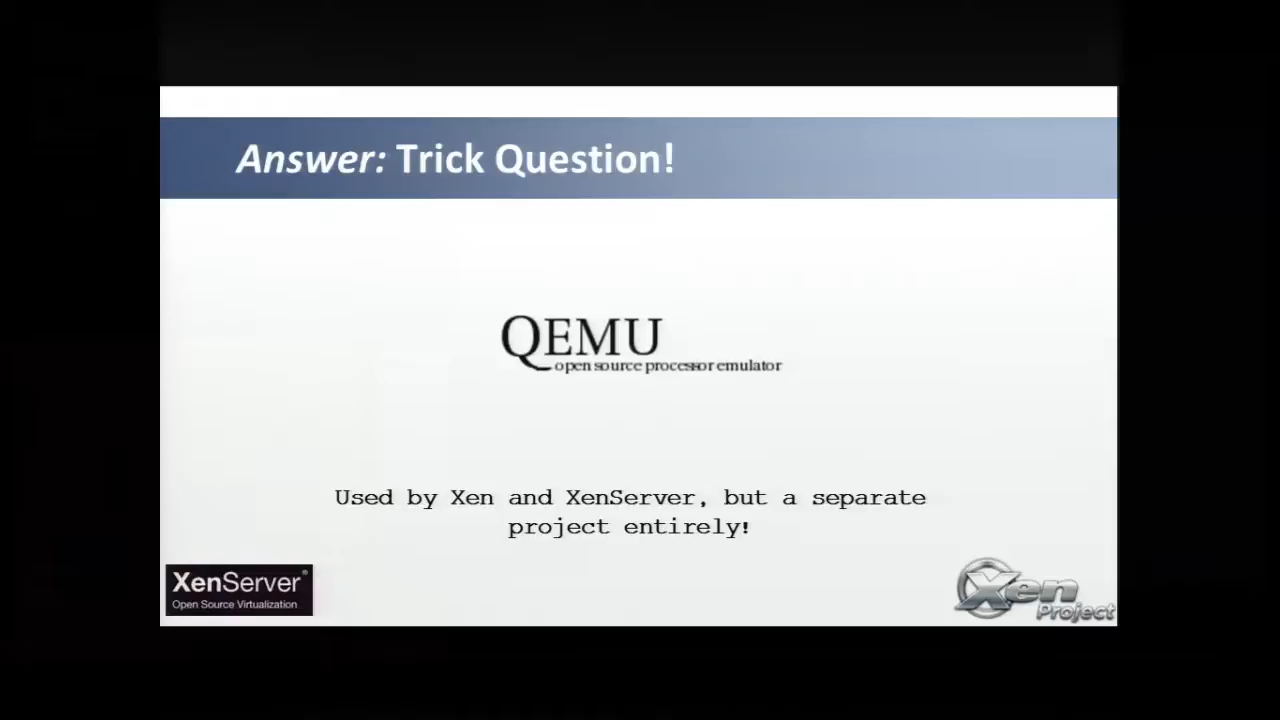 Answer: Trick Question!
QEMU
open source processor emulator
Used by Xen and XenServer, but a separate
project entirely!
XenServer®
Open Source Virtualization
Xen
Project